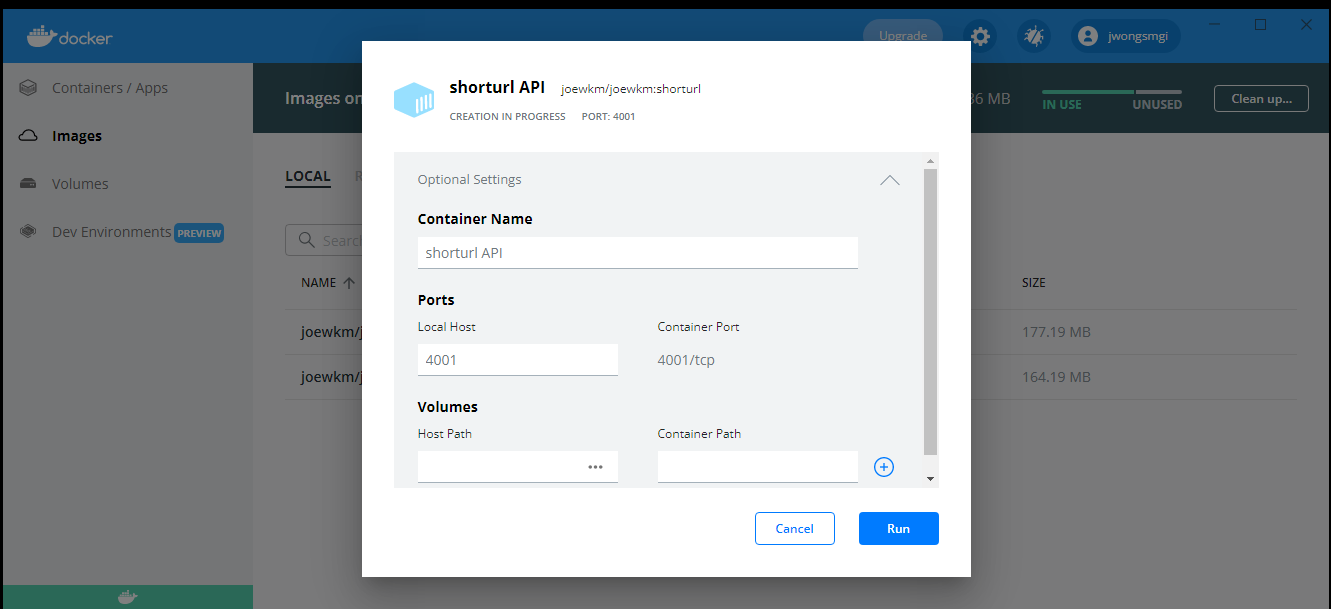 docker
Upgrade
jwongsmgi
Containers / Apps
Images
Volumes
Dev Environments PREVIEW
Images on
MB
IN USE
UNUSED
Clean up...
LOCAL
Search
NAME
SIZE
joewkm/j
177.19 MB
joewkm/j
164.19 MB
shorturl API
joewkm/joewkm:shorturl
CREATION IN PROGRESS
PORT: 4001
Optional Settings
Container Name
shorturl API
Ports
Local Host
Container Port
4001
4001/tcp
Volumes
Host Path
Container Path
Cancel
Run